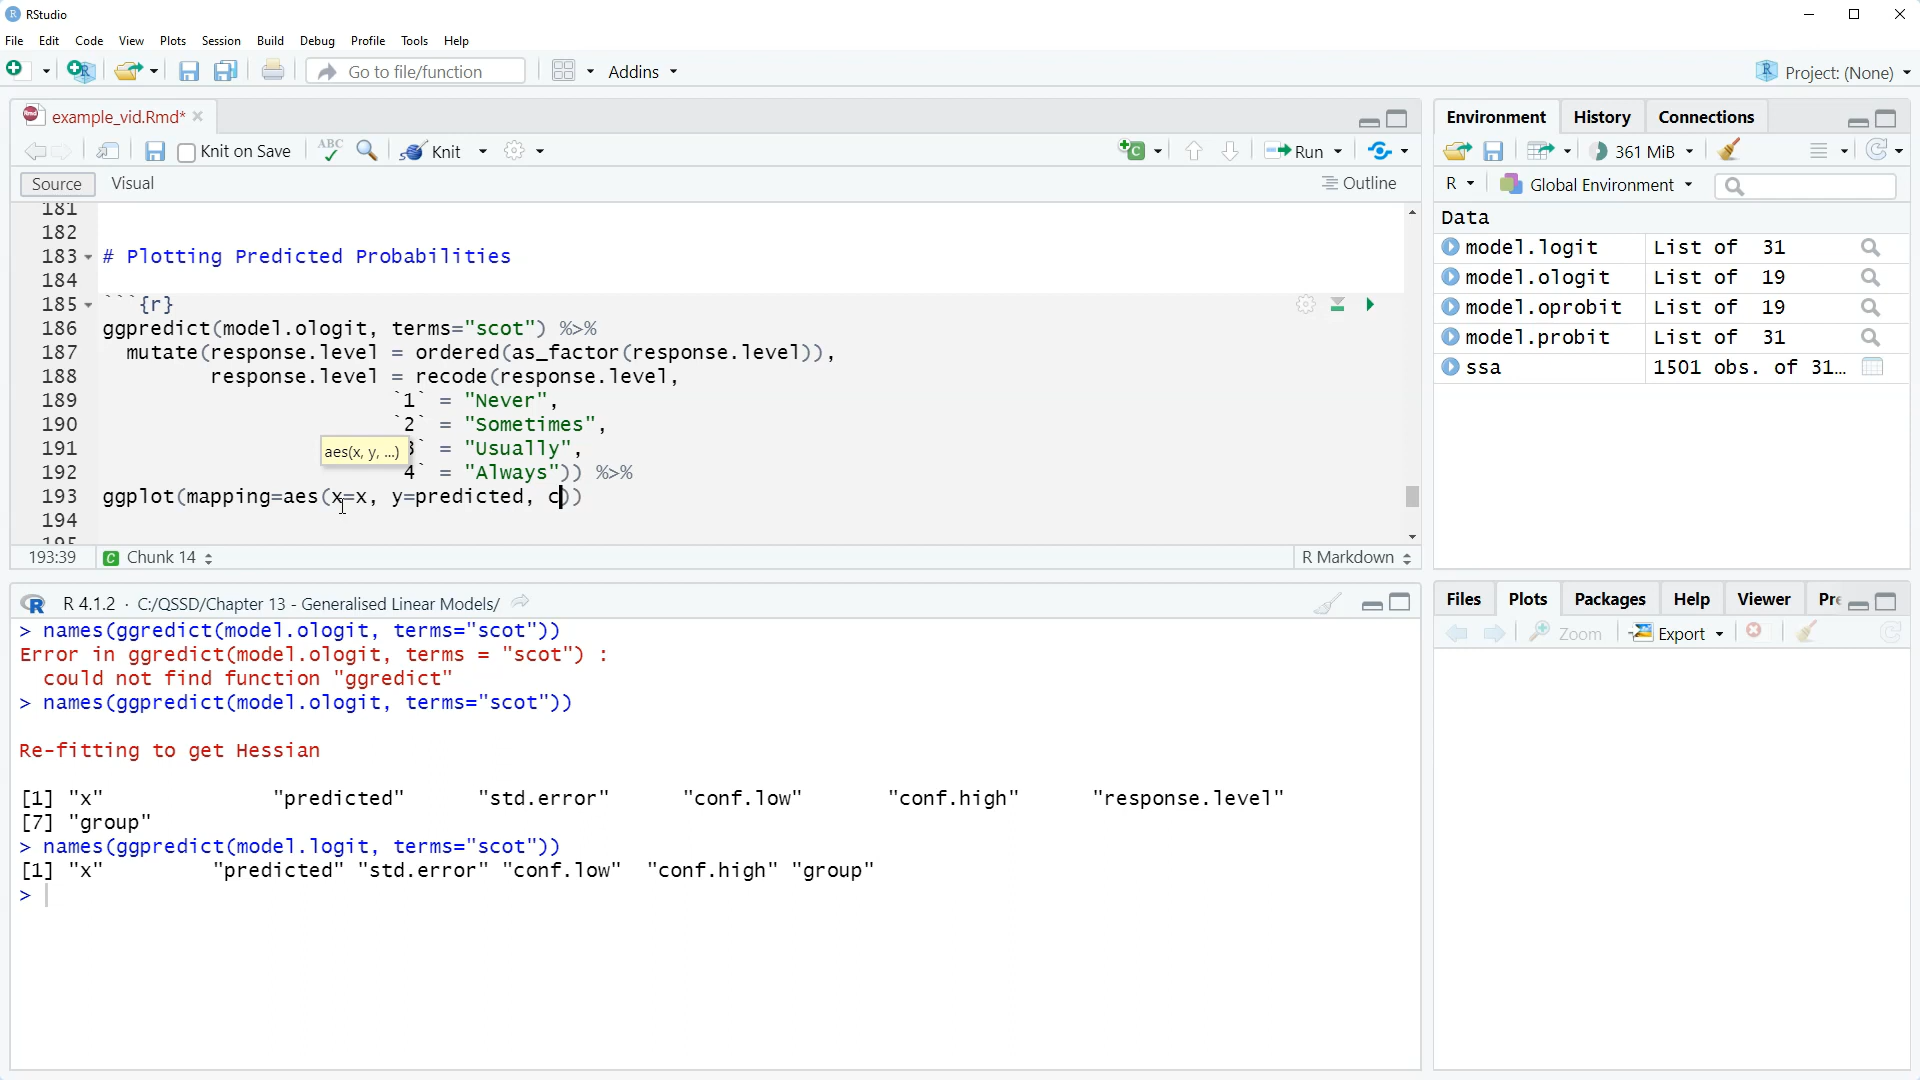 RStudio
File Edit Code View Plots Session Build Debug Profile Tools Help
Go to file/function Addins Project: (None)
example_vid.Rmd*
Knit on Save ABC Knit Run
Source Visual Outline
181
182
183 # Plotting Predicted Probabilities
184
185 ```{r}
186 ggpredict(model.ologit, terms="scot") %>%
187 mutate(response.level = ordered(as_factor(response.level)),
188 response.level = recode(response.level,
189 `1` = "Never",
190 `2` = "Sometimes",
191 ` = "Usually",
192 4` = "Always")) %>%
aes(x, y, ...)
193 ggplot(mapping=aes(x=x, y=predicted, c))
194
195
193:39 Chunk 14 R Markdown
R 4.1.2 · C:/QSSD/Chapter 13 - Generalised Linear Models/
> names(ggredict(model.ologit, terms="scot"))
Error in ggredict(model.ologit, terms = "scot") :
could not find function "ggredict"
> names(ggpredict(model.ologit, terms="scot"))
Re-fitting to get Hessian
[1] "x" "predicted" "std.error" "conf.low" "conf.high" "response.level"
[7] "group"
> names(ggpredict(model.logit, terms="scot"))
[1] "x" "predicted" "std.error" "conf.low" "conf.high" "group"
>
Environment History Connections
361 MiB
R Global Environment
Data
model.logit List of 31
model.ologit List of 19
model.oprobit List of 19
model.probit List of 31
ssa 1501 obs. of 31...
Files Plots Packages Help Viewer Pre
Zoom Export